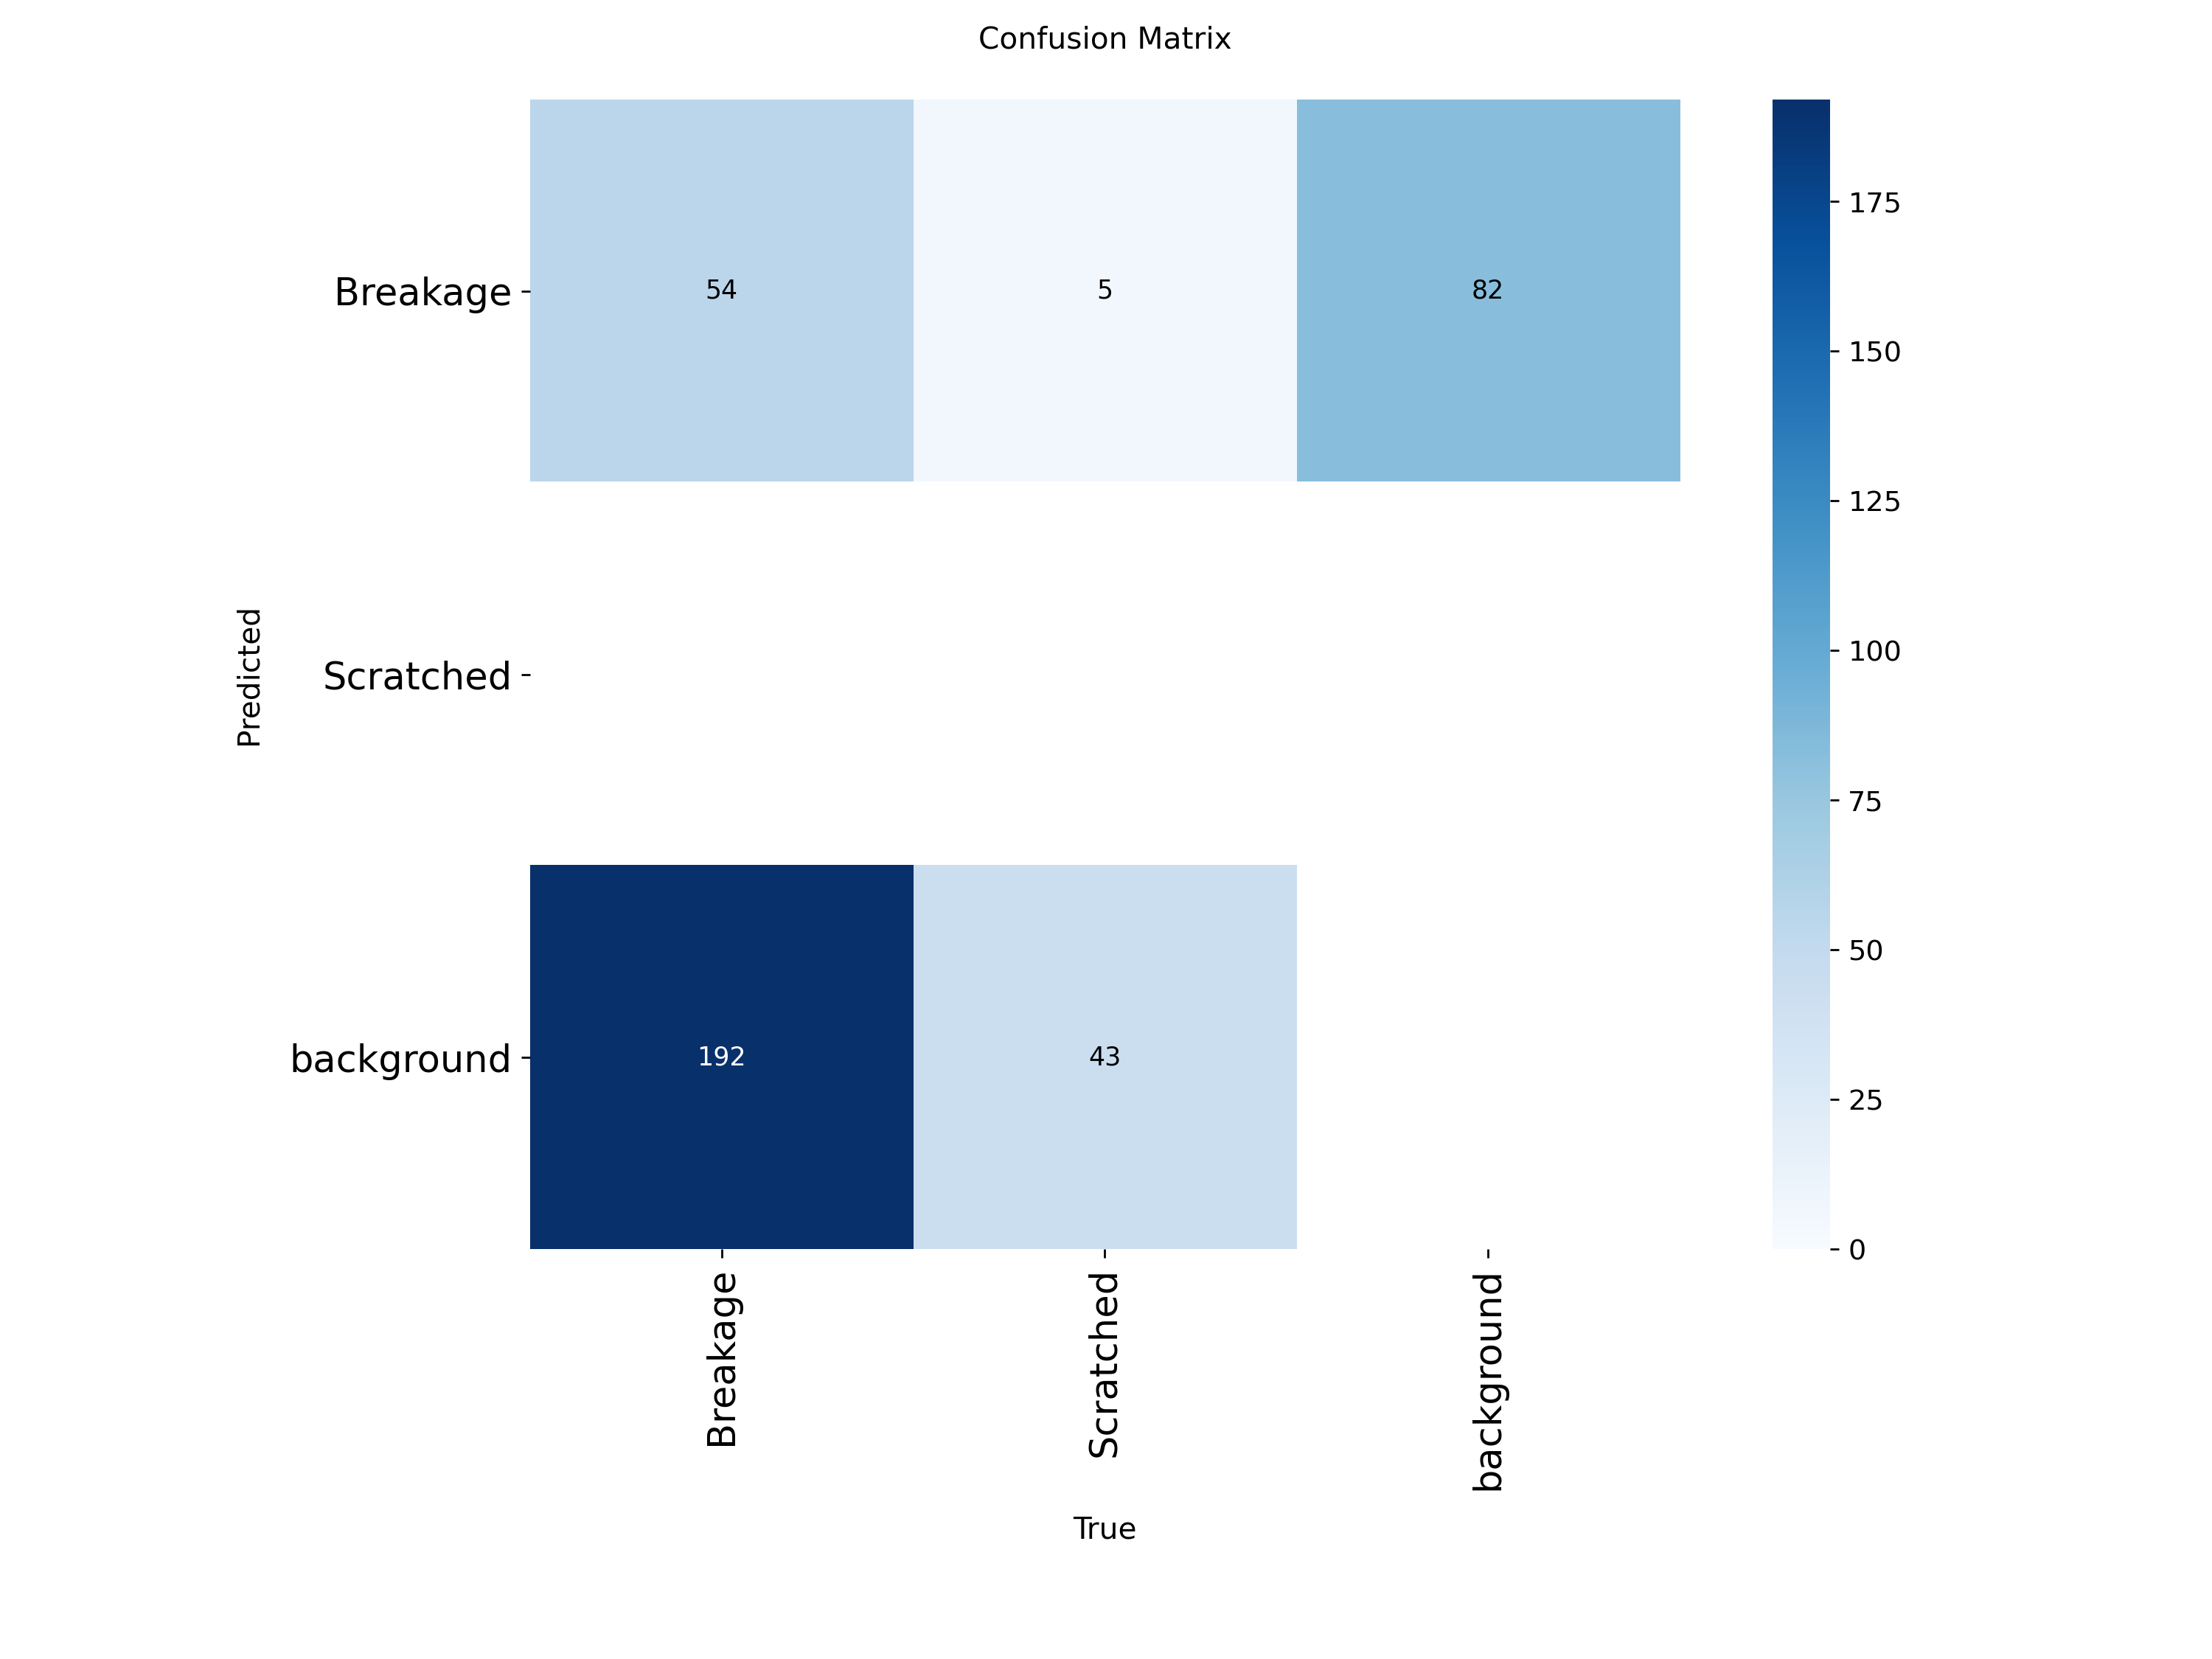 Confusion Matrix
Breakage
54
5
82
Scratched
background
192
43
Predicted
Breakage
Scratched
background
True
175
150
125
100
75
50
25
0